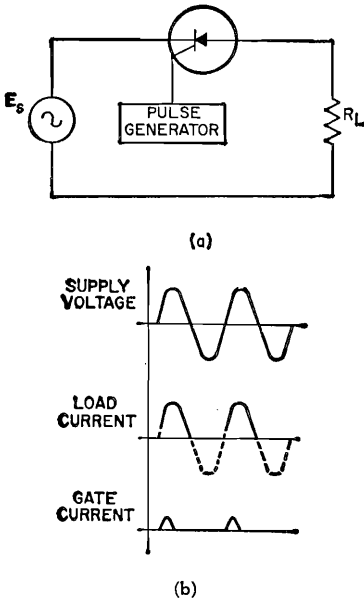 Es
PULSE
GENERATOR
RL
(a)
SUPPLY
VOLTAGE
LOAD
CURRENT
GATE
CURRENT
(b)